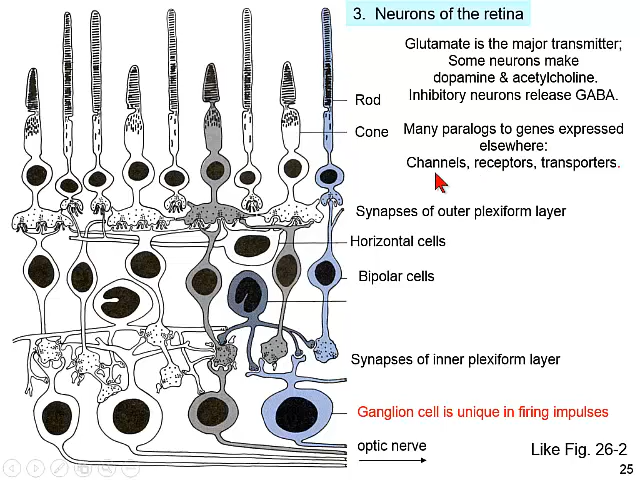 3. Neurons of the retina
Glutamate is the major transmitter;
Some neurons make
dopamine & acetylcholine.
Inhibitory neurons release GABA.
Rod
Cone
Many paralogs to genes expressed
elsewhere:
Channels, receptors, transporters.
Synapses of outer plexiform layer
Horizontal cells
Bipolar cells
Synapses of inner plexiform layer
Ganglion cell is unique in firing impulses
optic nerve
Like Fig. 26-2
25